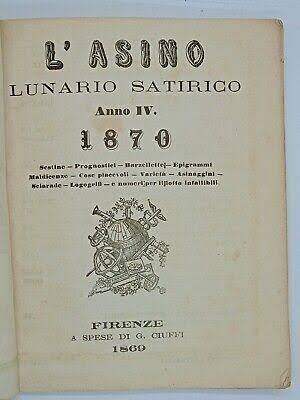 L'ASINO
LUNARIO SATIRICO
Anno IV.
1870
Sestine – Prognostici – Barzellette – Epigrammi
Maldicenze – Cose piacevoli – Varietà – Asinaggini –
Sciarade – Logogrifi – e numeri per il lotto infallibili.
FIRENZE
A SPESE DI G. CIUFFI
1869